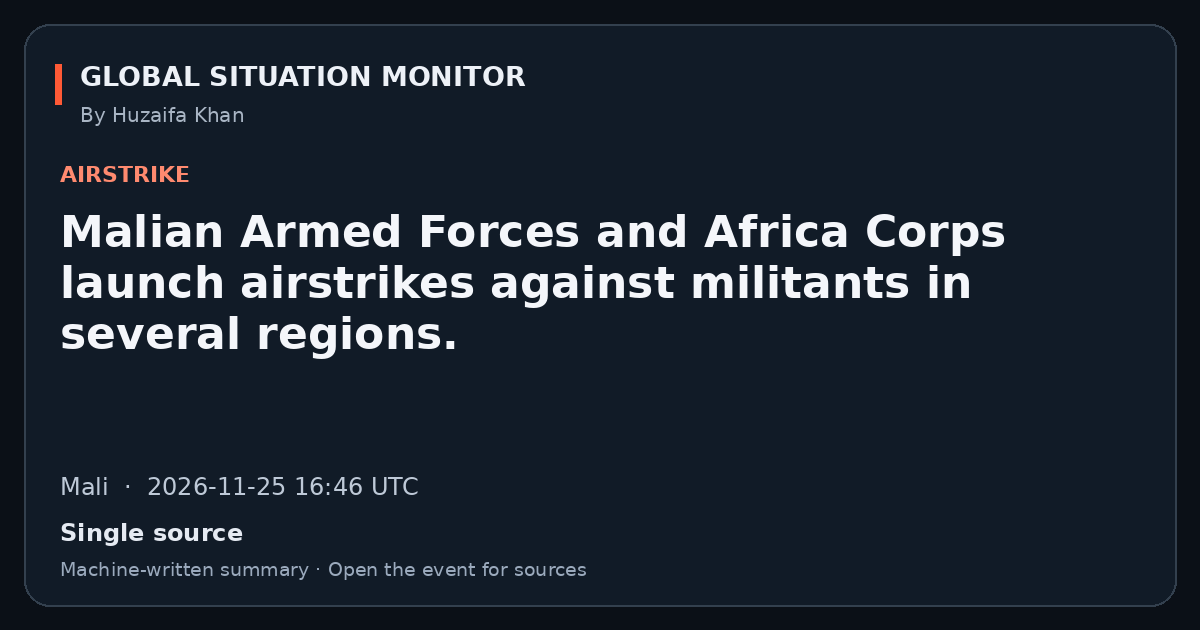 GLOBAL SITUATION MONITOR
By Huzaifa Khan
AIRSTRIKE
Malian Armed Forces and Africa Corps
launch airstrikes against militants in
several regions.
Mali · 2026-11-25 16:46 UTC
Single source
Machine-written summary · Open the event for sources